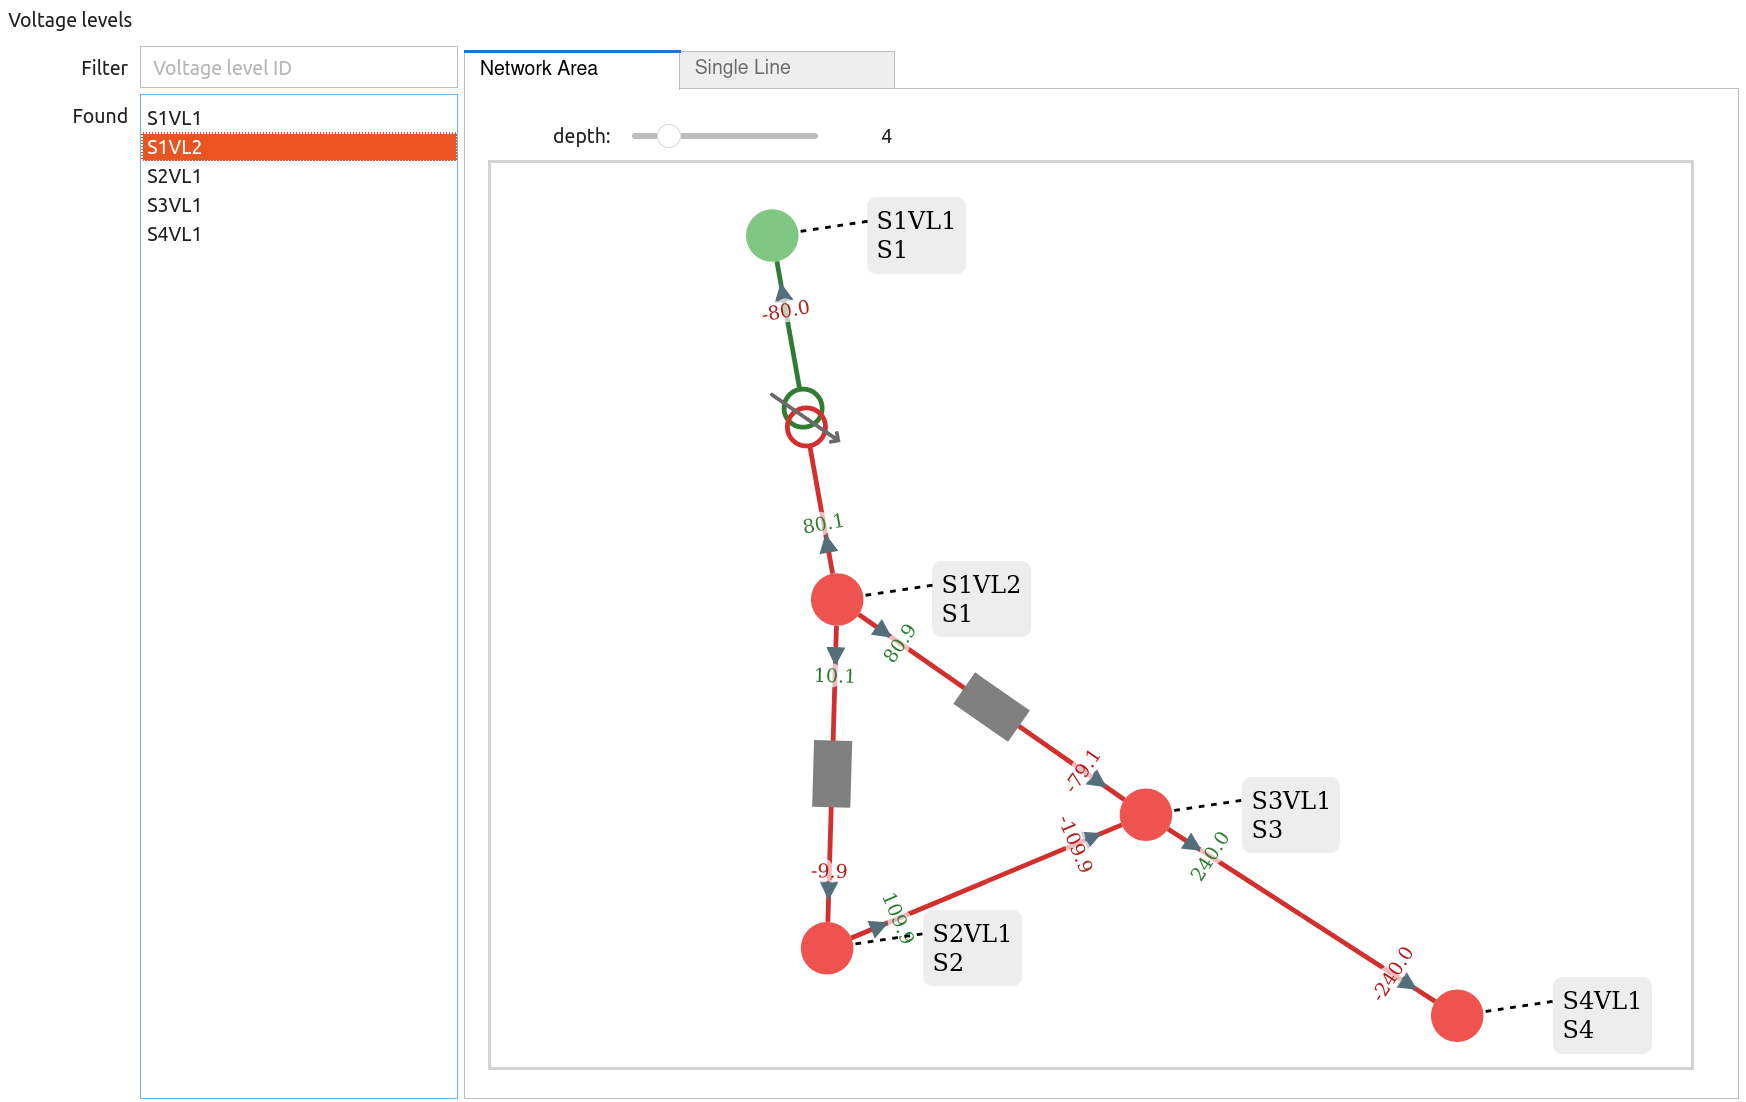 Voltage levels
Filter
Voltage level ID
Found
S1VL1
S1VL2
S2VL1
S3VL1
S4VL1
Network Area
Single Line
depth:
4
S1VL1
S1
-80.0
80.1
S1VL2
S1
10.1
80.9
-79.1
S3VL1
S3
-9.9
-109.9
240.0
109.9
S2VL1
S2
-240.0
S4VL1
S4